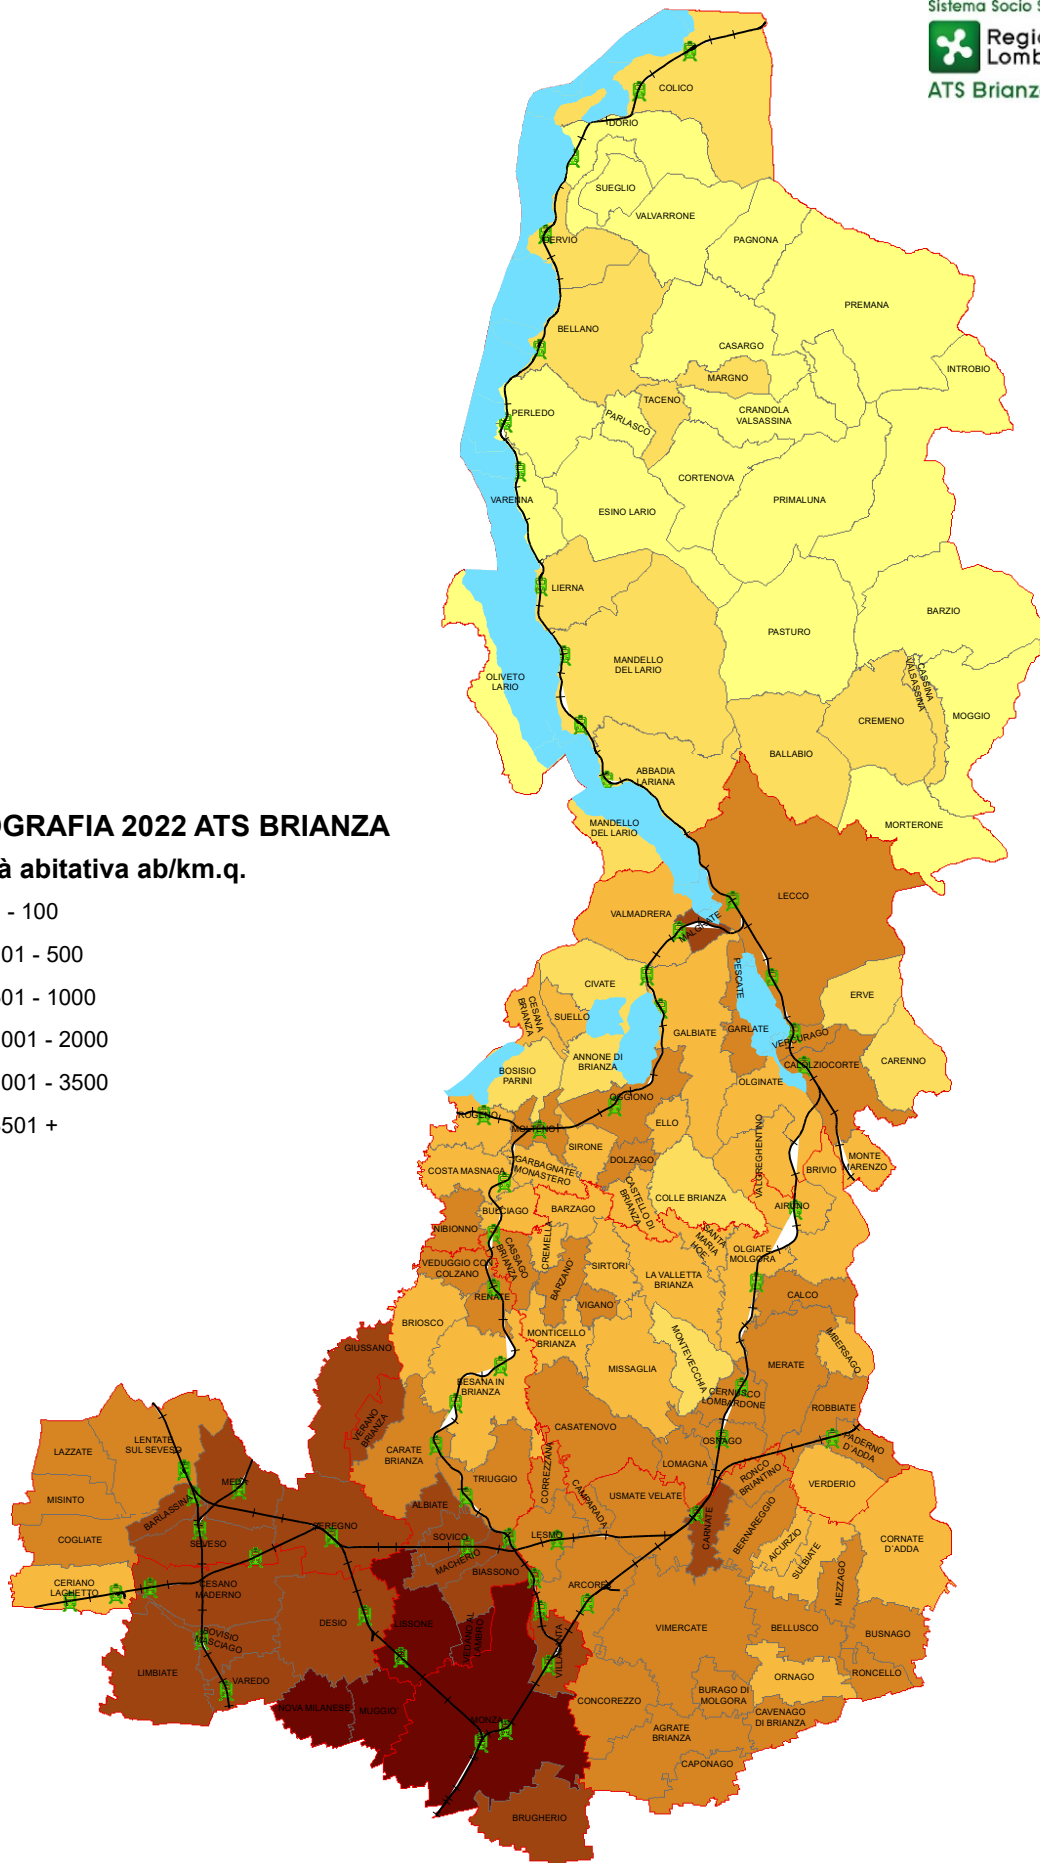 Sistema Socio S
Regio
Lomb
ATS Brianza
COLICO
DORIO
SUEGLIO
VALVARRONE
PAGNONA
DERVIO
PREMANA
BELLANO
CASARGO
INTROBIO
MARGNO
TACENO
PERLEDO
PARLASCO
CRANDOLA
VALSASSINA
CORTENOVA
VARENNA
PRIMALUNA
ESINO LARIO
LIERNA
BARZIO
PASTURO
MANDELLO
DEL LARIO
OLIVETO
LARIO
CASSINA
VALSASSINA
CREMENO
MOGGIO
BALLABIO
ABBADIA
LARIANA
OGRAFIA 2022 ATS BRIANZA
à abitativa ab/km.q.
- 100
01 - 500
01 - 1000
001 - 2000
001 - 3500
501 +
MANDELLO
DEL LARIO
MORTERONE
LECCO
VALMADRERA
MALGRATE
PESCATE
CIVATE
ERVE
CESANA
BRIANZA
SUELLO
GALBIATE
GARLATE
VERCURAGO
ANNONE DI
BRIANZA
CALOLZIOCORTE
CARENNO
BOSISIO
PARINI
OLGINATE
OGGIONO
ROGENO
MOLTENO
ELLO
SIRONE
VALGREGHENTINO
DOLZAGO
MONTE
MARENZO
COSTA MASNAGA
GARBAGNATE
MONASTERO
BRIVIO
COLLE BRIANZA
CASTELLO DI
BRIANZA
BULCIAGO
BARZAGO
AIRUNO
NIBIONNO
CREMELLA
SANTA
MARIA
HOE'
OLGIATE
MOLGORA
CASSAGO
BRIANZA
VEDUGGIO CON
COLZANO
SIRTORI
LA VALLETTA
BRIANZA
BARZANO'
RENATE
CALCO
VIGANO
BRIOSCO
MONTICELLO
BRIANZA
IMBERSAGO
GIUSSANO
MONTEVECCHIA
MERATE
MISSAGLIA
BESANA IN
BRIANZA
CERNUSCO
LOMBARDONE
ROBBIATE
VERANO
BRIANZA
CASATENOVO
OSNAGO
PADERNO
D'ADDA
LENTATE
SUL SEVESO
LAZZATE
CARATE
BRIANZA
LOMAGNA
CORREZZANA
TRIUGGIO
RONCO
BRIANTINO
VERDERIO
MEDA
MISINTO
CAMPARADA
USMATE VELATE
ALBIATE
BARLASSINA
BERNAREGGIO
SEREGNO
CARNATE
COGLIATE
SOVICO
LESMO
CORNATE
D'ADDA
SEVESO
AICURZIO
SULBIATE
MACHERIO
BIASSONO
CERIANO
LAGHETTO
CESANO
MADERNO
ARCORE
MEZZAGO
DESIO
LISSONE
VEDANO AL
LAMBRO
VIMERCATE
BELLUSCO
BUSNAGO
BOVISIO
MASCIAGO
VILLASANTA
LIMBIATE
RONCELLO
VAREDO
ORNAGO
BURAGO DI
MOLGORA
CONCOREZZO
NOVA MILANESE
MUGGIO'
CAVENAGO
DI BRIANZA
MONZA
AGRATE
BRIANZA
CAPONAGO
BRUGHERIO